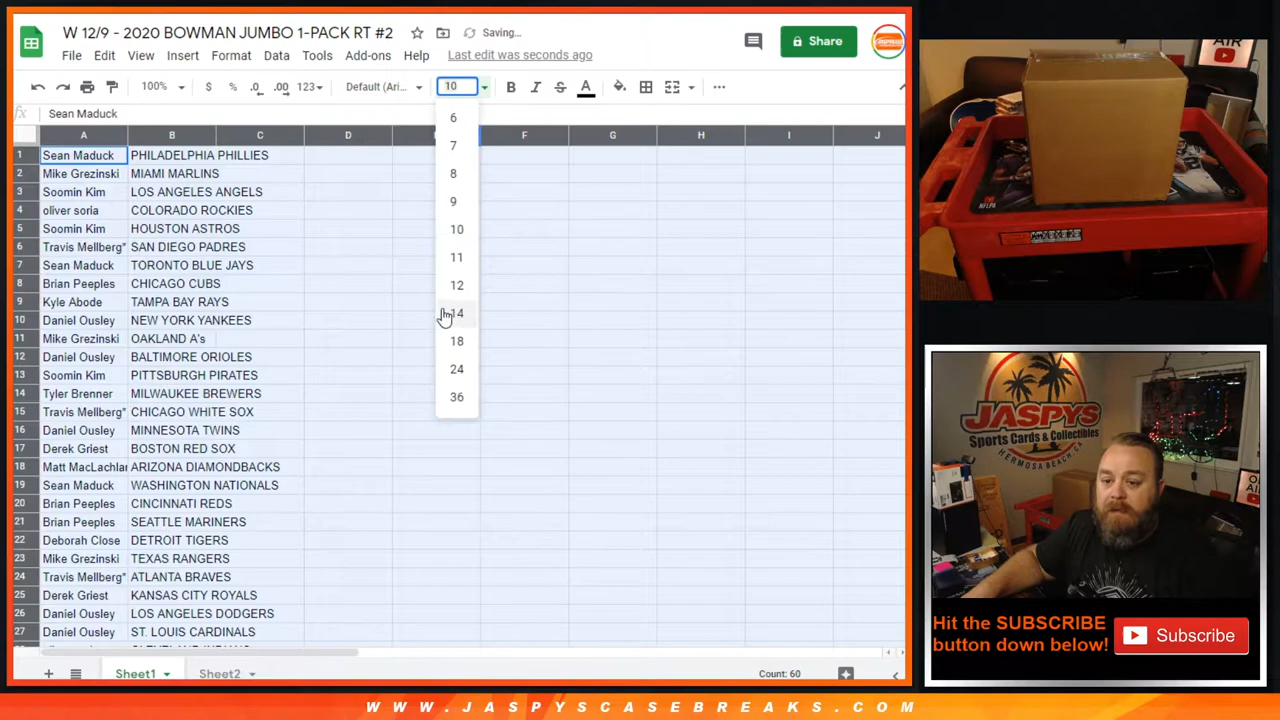 W 12/9 - 2020 BOWMAN JUMBO 1-PACK RT #2
Saving...
File Edit View Insert Format Data Tools Add-ons Help
Last edit was seconds ago
Share
100% $ % .0 .00 123 Default (Ari... 10 B I S A
fx Sean Maduck
A B C D F G H I J
1 Sean Maduck PHILADELPHIA PHILLIES
2 Mike Grezinski MIAMI MARLINS
3 Soomin Kim LOS ANGELES ANGELS
4 oliver soria COLORADO ROCKIES
5 Soomin Kim HOUSTON ASTROS
6 Travis Mellberg" SAN DIEGO PADRES
7 Sean Maduck TORONTO BLUE JAYS
8 Brian Peeples CHICAGO CUBS
9 Kyle Abode TAMPA BAY RAYS
10 Daniel Ousley NEW YORK YANKEES
11 Mike Grezinski OAKLAND A's
12 Daniel Ousley BALTIMORE ORIOLES
13 Soomin Kim PITTSBURGH PIRATES
14 Tyler Brenner MILWAUKEE BREWERS
15 Travis Mellberg" CHICAGO WHITE SOX
16 Daniel Ousley MINNESOTA TWINS
17 Derek Griest BOSTON RED SOX
18 Matt MacLachlan ARIZONA DIAMONDBACKS
19 Sean Maduck WASHINGTON NATIONALS
20 Brian Peeples CINCINNATI REDS
21 Brian Peeples SEATTLE MARINERS
22 Deborah Close DETROIT TIGERS
23 Mike Grezinski TEXAS RANGERS
24 Travis Mellberg" ATLANTA BRAVES
25 Derek Griest KANSAS CITY ROYALS
26 Daniel Ousley LOS ANGELES DODGERS
27 Daniel Ousley ST. LOUIS CARDINALS
6
7
8
9
10
11
12
14
18
24
36
Sheet1
Sheet2
Count: 60
AIR
NFLPA
JASPYS
Sports Cards & Collectibles
HERMOSA BEACH, CA
Hit the SUBSCRIBE
button down below!
Subscribe
WWW.JASPYSCASEBREAKS.COM